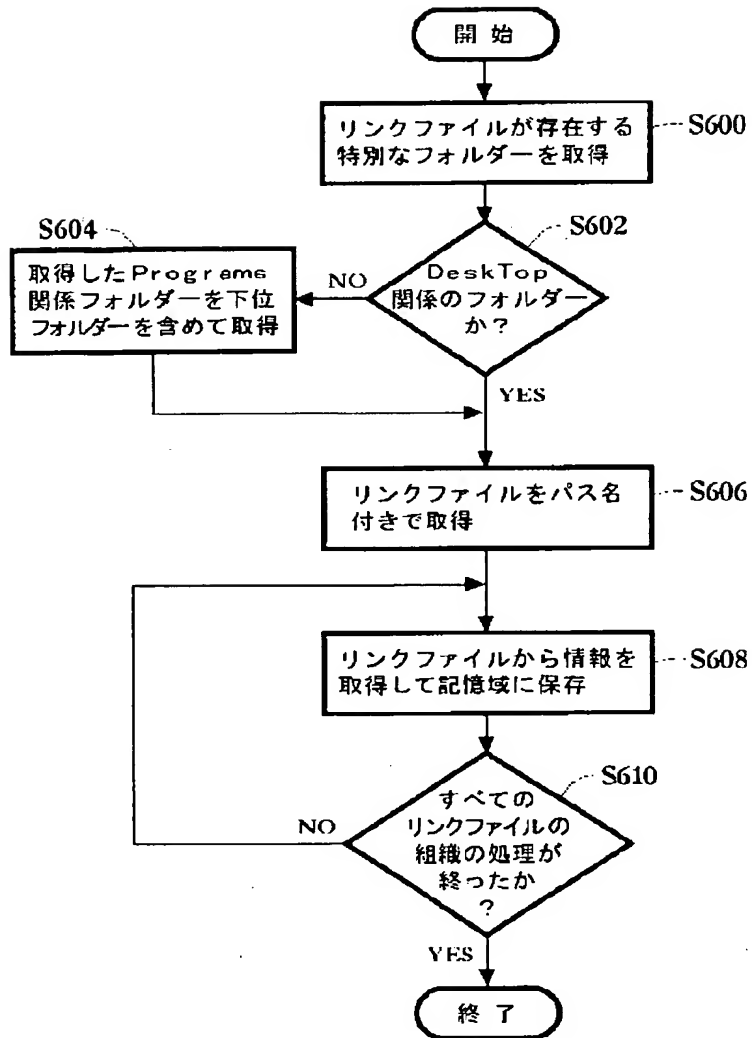 開 始
リンクファイルが存在する
特別なフォルダーを取得
S600
S602
DeskTop
関係のフォルダー
か?
NO
S604
取得したPrograms
関係フォルダーを下位
フォルダーを含めて取得
YES
リンクファイルをパス名
付きで取得
S606
リンクファイルから情報を
取得して記憶域に保存
S608
S610
すべての
リンクファイルの
組織の処理が
終ったか
?
NO
YES
終 了